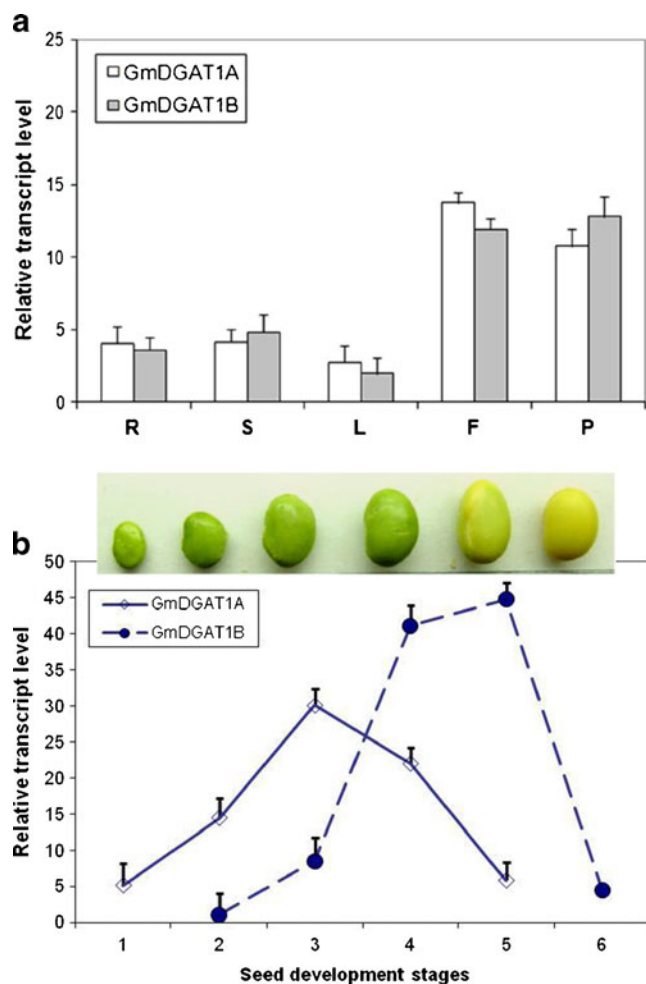 a
25
20
15
10
5
0
Relative transcript level
GmDGAT1A
GmDGAT1B
R S L F P
b
50
45
40
35
30
25
20
15
10
5
0
Relative transcript level
GmDGAT1A
GmDGAT1B
1 2 3 4 5 6
Seed development stages